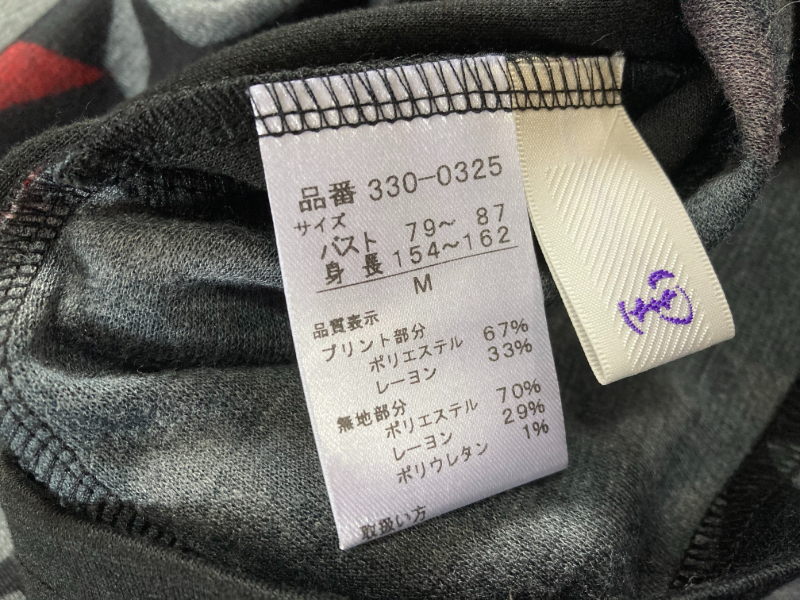 品番 330-0325
サイズ
バスト 79〜 87
身長 154〜162
M
品質表示
プリント部分
ポリエステル 67%
レーヨン 33%
無地部分
ポリエステル 70%
レーヨン 29%
ポリウレタン 1%
取扱い方